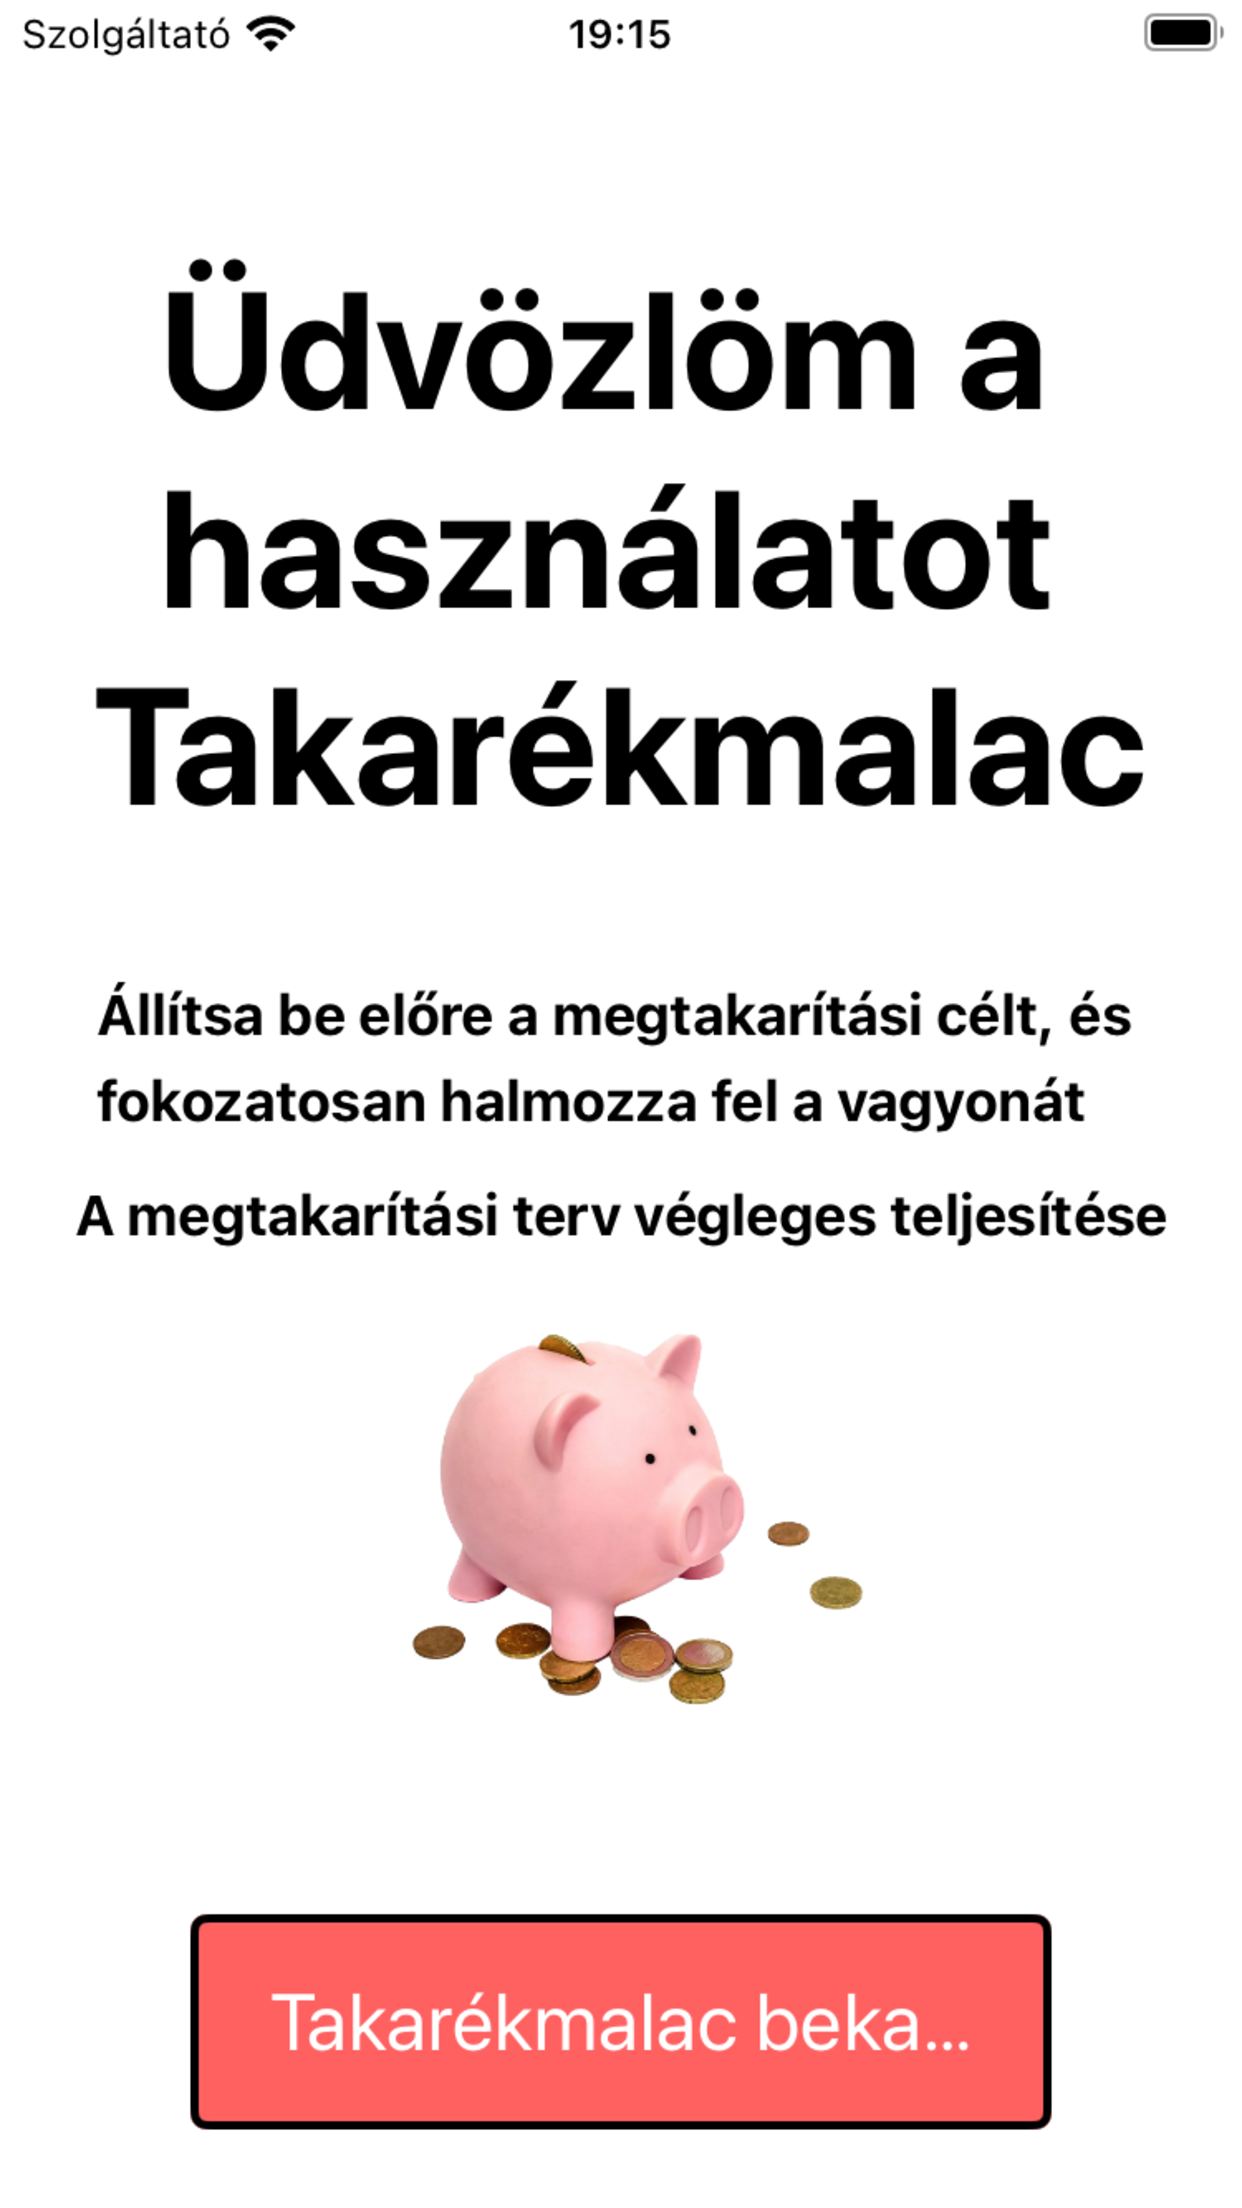 Szolgáltató
19:15
Üdvözlöm a
használatot
Takarékmalac
Állítsa be előre a megtakarítási célt, és
fokozatosan halmozza fel a vagyonát
A megtakarítási terv végleges teljesítése
Takarékmalac beka...